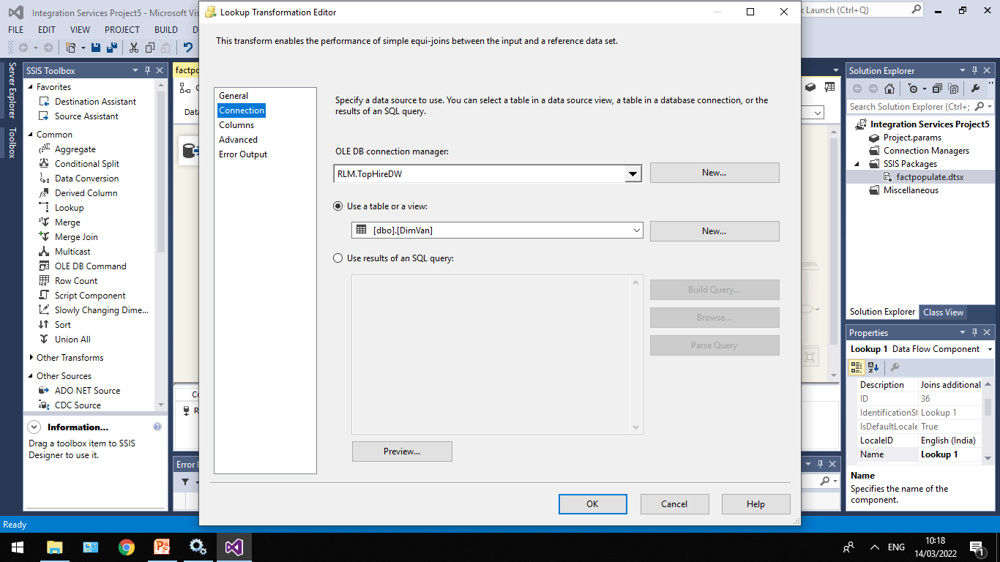 Integration Services Project5 - Microsoft Vis
Lookup Transformation Editor
k Launch (Ctrl+Q)
FILE EDIT VIEW PROJECT BUILD D
This transform enables the performance of simple equi-joins between the input and a reference data set.
Server Explorer
Toolbox
SSIS Toolbox
Favorites
Destination Assistant
Source Assistant
Common
Aggregate
Conditional Split
Data Conversion
Derived Column
Lookup
Merge
Merge Join
Multicast
OLE DB Command
Row Count
Script Component
Slowly Changing Dime...
Sort
Union All
Other Transforms
Other Sources
ADO NET Source
CDC Source
Information...
Drag a toolbox item to SSIS
Designer to use it.
factpo
Data
Co
R
Error L
General
Connection
Columns
Advanced
Error Output
Specify a data source to use. You can select a table in a data source view, a table in a database connection, or the
results of an SQL query.
OLE DB connection manager:
RLM.TopHireDW
New...
Use a table or a view:
[dbo].[DimVan]
New...
Use results of an SQL query:
Build Query...
Browse...
Parse Query
Preview...
OK Cancel Help
100%
Solution Explorer
Search Solution Explorer (Ctrl+;
Integration Services Project5
Project.params
Connection Managers
SSIS Packages
factpopulate.dtsx
Miscellaneous
Solution Explorer Class View
Properties
Lookup 1 Data Flow Component
Description Joins additional
ID 36
IdentificationSt Lookup 1
IsDefaultLocale True
LocaleID English (India)
Name Lookup 1
Name
Specifies the name of the
component.
Ready
ENG
10:18
14/03/2022
1